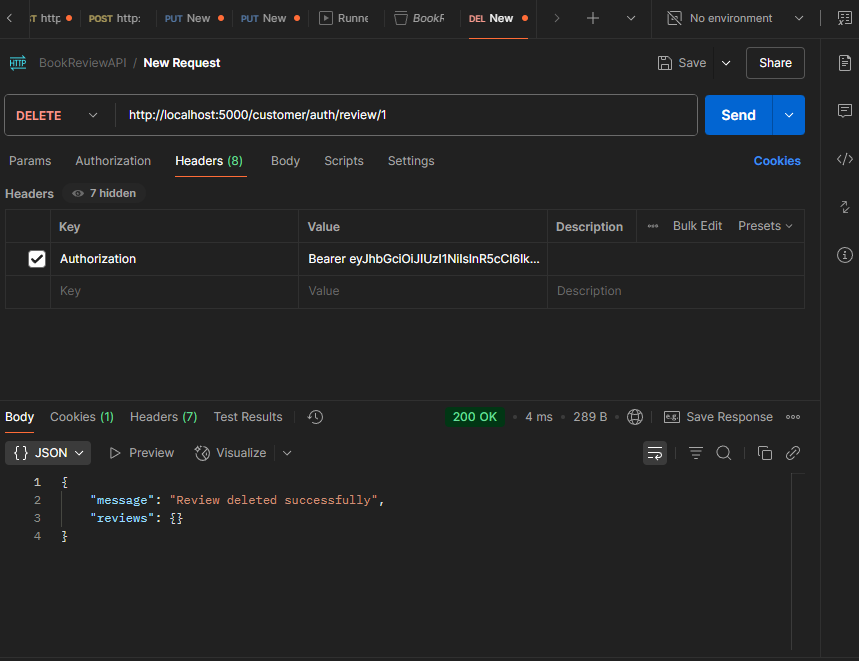 T http POST http: PUT New PUT New Runne BookR DEL New No environment
HTTP BookReviewAPI / New Request Save Share
DELETE http://localhost:5000/customer/auth/review/1 Send
Params Authorization Headers (8) Body Scripts Settings Cookies
Headers 7 hidden
Key Value Description Bulk Edit Presets
Authorization Bearer eyJhbGciOiJIUzI1NiIsInR5cCI6Ik...
Key Value Description
Body Cookies (1) Headers (7) Test Results 200 OK 4 ms 289 B e.g. Save Response
{} JSON Preview Visualize
1 {
2 "message": "Review deleted successfully",
3 "reviews": {}
4 }